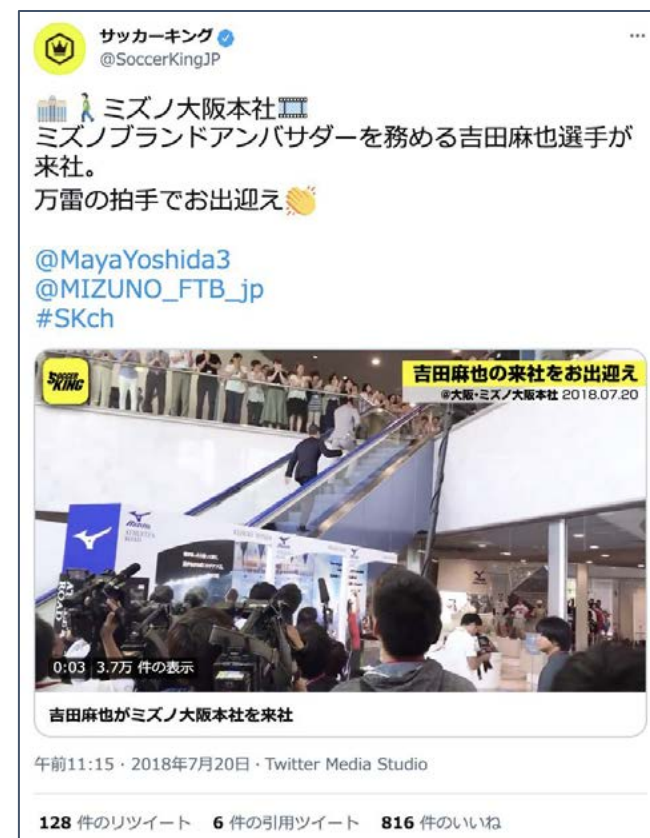 サッカーキング
@SoccerKingJP
ミズノ大阪本社
ミズノブランドアンバサダーを務める吉田麻也選手が
来社。
万雷の拍手でお出迎え
@MayaYoshida3
@MIZUNO_FTB_jp
#SKch
SOCCER KING
吉田麻也の来社をお出迎え
@大阪・ミズノ大阪本社 2018.07.20
0:03 3.7万 件の表示
吉田麻也がミズノ大阪本社を来社
午前11:15 · 2018年7月20日 · Twitter Media Studio
128 件のリツイート 6 件の引用ツイート 816 件のいいね